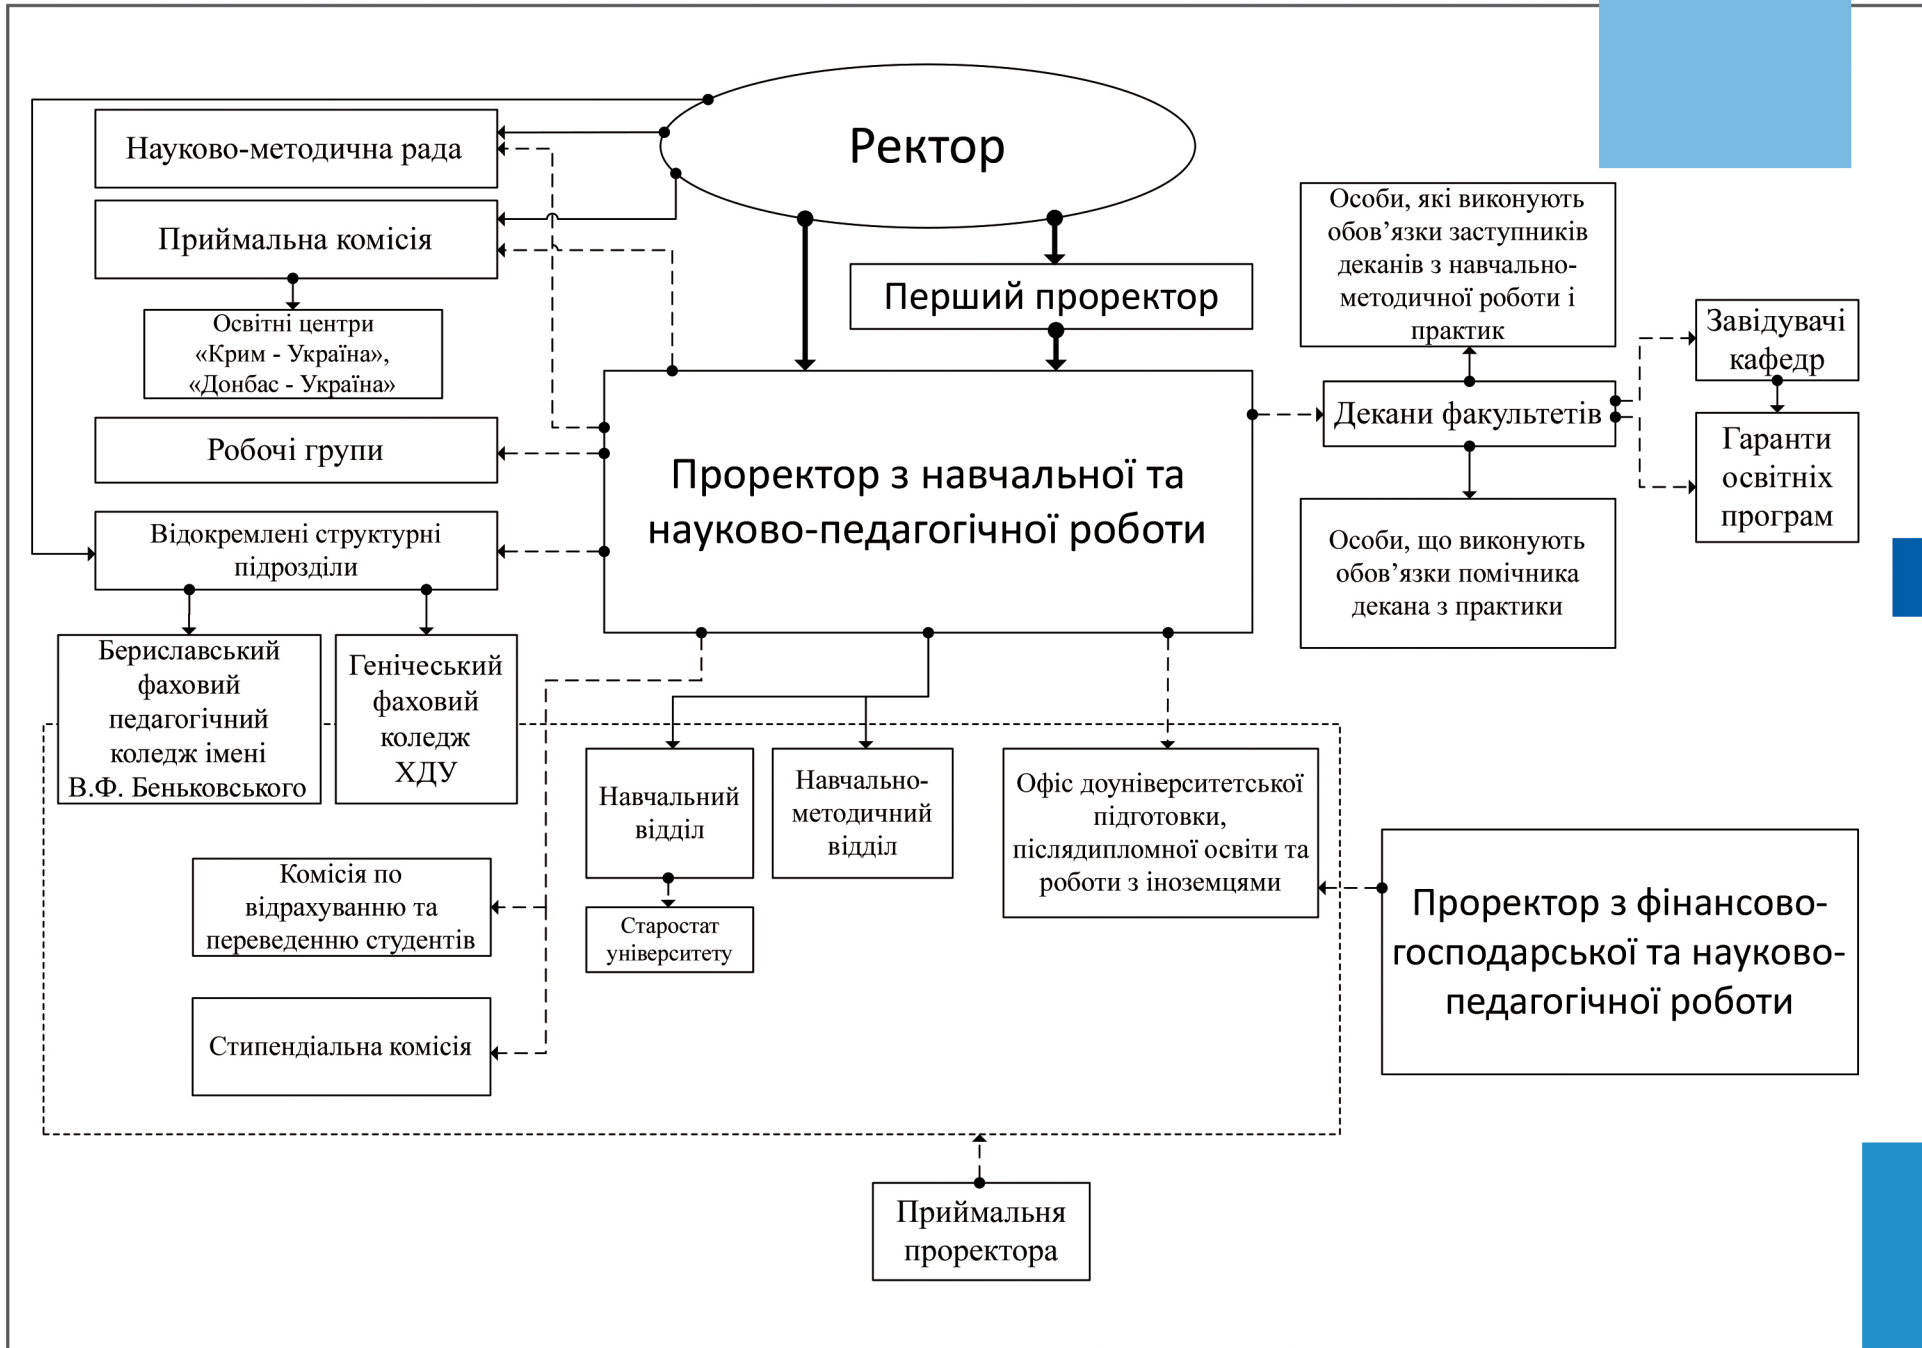 Ректор
Науково-методична рада
Приймальна комісія
Освітні центри
«Крим - Україна»,
«Донбас - Україна»
Робочі групи
Відокремлені структурні
підрозділи
Бериславський
фаховий
педагогічний
коледж імені
В.Ф. Беньковського
Генічеський
фаховий
коледж
ХДУ
Перший проректор
Проректор з навчальної та
науково-педагогічної роботи
Особи, які виконують
обов’язки заступників
деканів з навчально-
методичної роботи і
практик
Декани факультетів
Завідувачі
кафедр
Гаранти
освітніх
програм
Особи, що виконують
обов’язки помічника
декана з практики
Навчальний
відділ
Старостат
університету
Навчально-
методичний
відділ
Офіс доуніверситетської
підготовки,
післядипломної освіти та
роботи з іноземцями
Комісія по
відрахуванню та
переведенню студентів
Стипендіальна комісія
Проректор з фінансово-
господарської та науково-
педагогічної роботи
Приймальня
проректора